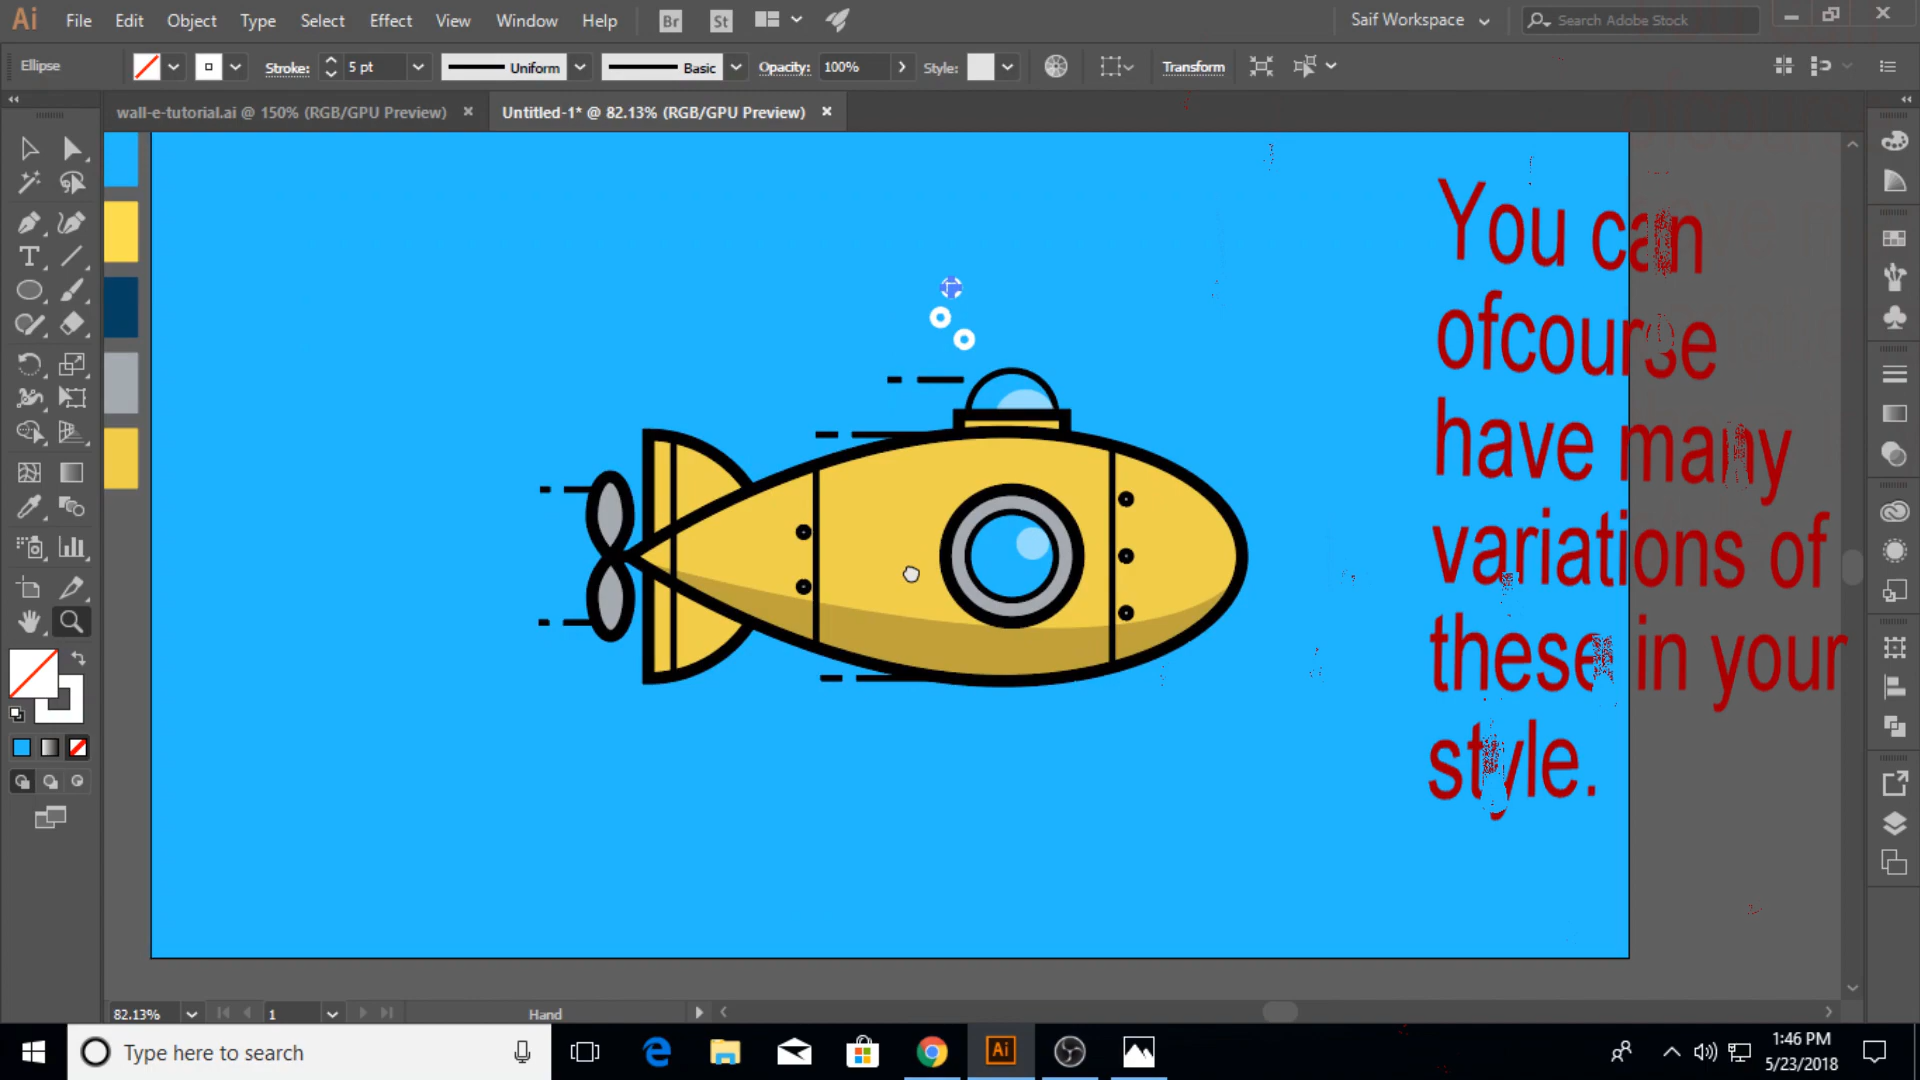 Ai File Edit Object Type Select Effect View Window Help Br St Saif Workspace Search Adobe Stock
Ellipse Stroke: 5 pt Uniform Basic Opacity: 100% Style: Transform
wall-e-tutorial.ai @ 150% (RGB/GPU Preview) × Untitled-1* @ 82.13% (RGB/GPU Preview) ×
You can
ofcourse
have many
variations of
these in your
style.
82.13% 1 Hand
Type here to search Ai 1:46 PM
5/23/2018